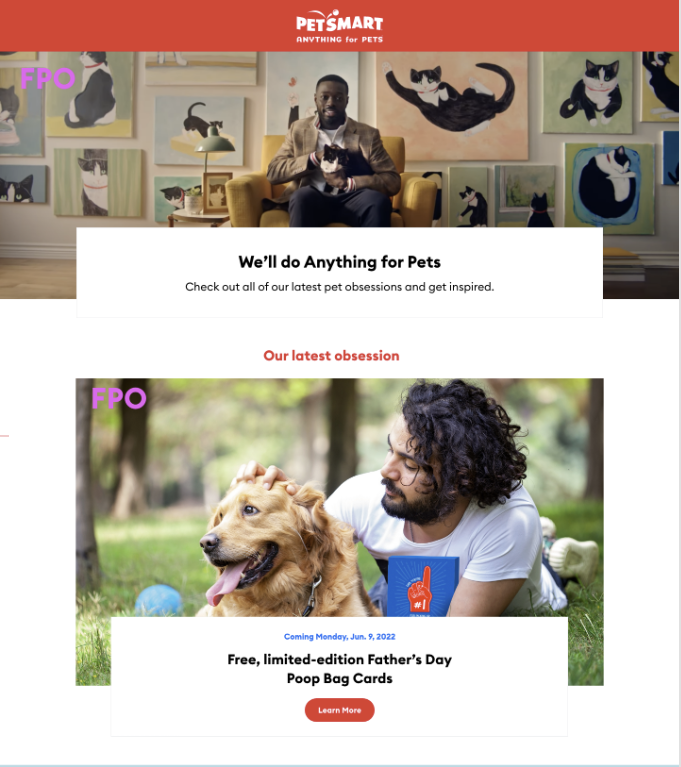 PETSMART
ANYTHING for PETS
FPO
We'll do Anything for Pets
Check out all of our latest pet obsessions and get inspired.
Our latest obsession
FPO
#1
Coming Monday, Jun. 9, 2022
Free, limited-edition Father's Day
Poop Bag Cards
Learn More